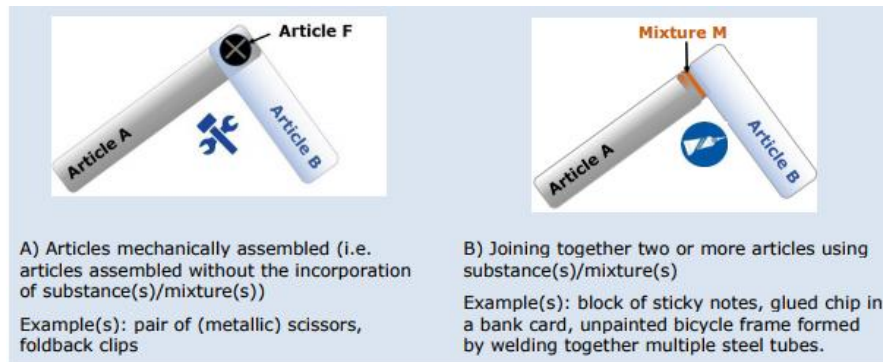 Article F
Article A
Article B
Mixture M
Article A
Article B
A) Articles mechanically assembled (i.e.
articles assembled without the incorporation
of substance(s)/mixture(s))
Example(s): pair of (metallic) scissors,
foldback clips
B) Joining together two or more articles using
substance(s)/mixture(s)
Example(s): block of sticky notes, glued chip in
a bank card, unpainted bicycle frame formed
by welding together multiple steel tubes.